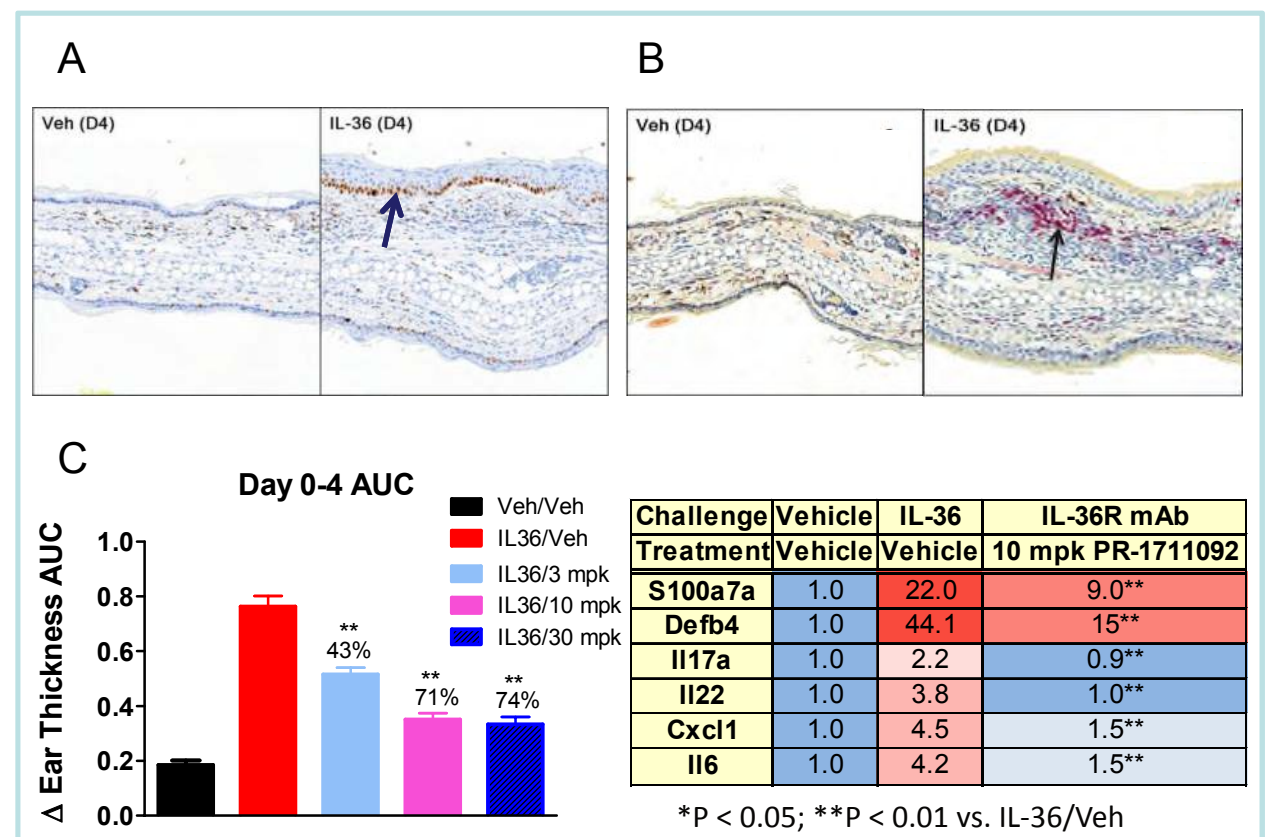 A
B
Veh (D4)
IL-36 (D4)
Veh (D4)
IL-36 (D4)
C
Day 0-4 AUC
Δ Ear Thickness AUC
1.0
0.8
0.6
0.4
0.2
0.0
**
43%
**
71%
**
74%
Veh/Veh
IL36/Veh
IL36/3 mpk
IL36/10 mpk
IL36/30 mpk
Challenge Vehicle IL-36 IL-36R mAb
Treatment Vehicle Vehicle 10 mpk PR-1711092
S100a7a 1.0 22.0 9.0**
Defb4 1.0 44.1 15**
Il17a 1.0 2.2 0.9**
Il22 1.0 3.8 1.0**
Cxcl1 1.0 4.5 1.5**
Il6 1.0 4.2 1.5**
*P < 0.05; **P < 0.01 vs. IL-36/Veh